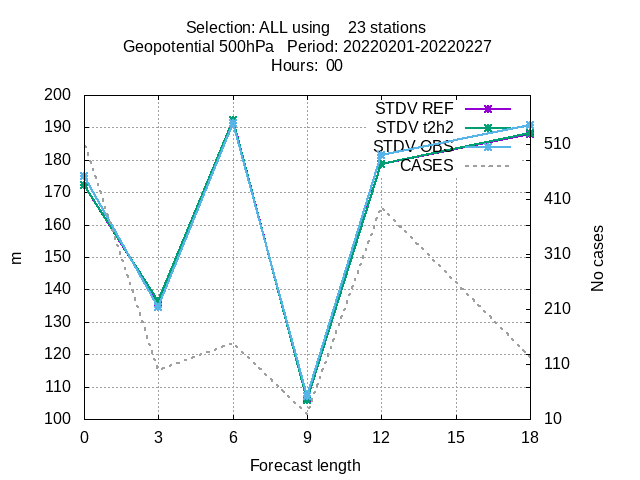 Selection: ALL using 23 stations
Geopotential 500hPa Period: 20220201-20220227
Hours: 00
STDV REF
STDV t2h2
STDV OBS
CASES
200
190
180
170
160
150
140
130
120
110
100
m
510
410
310
210
110
10
No cases
0 3 6 9 12 15 18
Forecast length